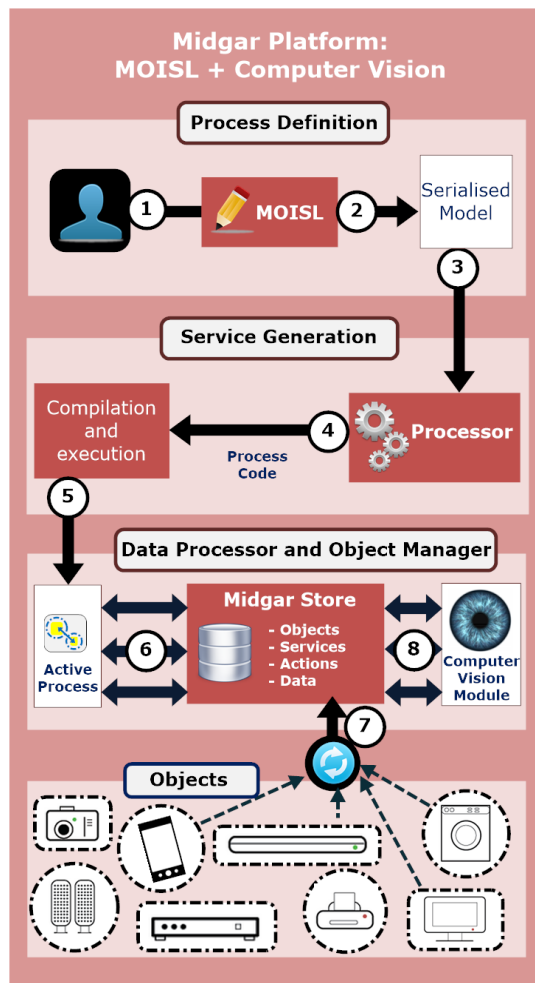 Midgar Platform:
MOISL + Computer Vision
Process Definition
1
MOISL
2
Serialised
Model
3
Service Generation
Compilation
and
execution
4
Process
Code
Processor
5
Data Processor and Object Manager
Active
Process
6
Midgar Store
- Objects
- Services
- Actions
- Data
8
Computer
Vision
Module
7
Objects